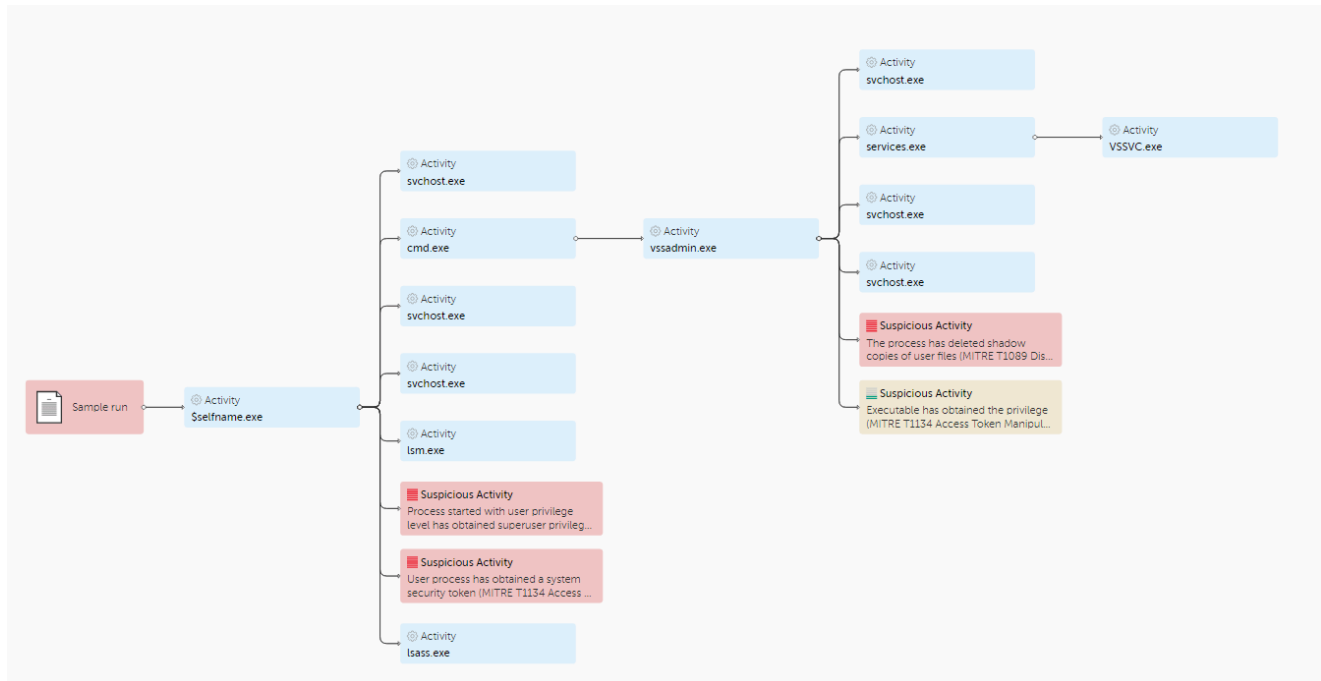 Activity
svchost.exe
Activity
services.exe
Activity
VSSVC.exe
Activity
svchost.exe
Activity
svchost.exe
Activity
cmd.exe
Activity
vssadmin.exe
Activity
svchost.exe
Activity
svchost.exe
Activity
svchost.exe
Suspicious Activity
The process has deleted shadow
copies of user files (MITRE T1089 Dis...
Sample run
Activity
$selfname.exe
Suspicious Activity
Executable has obtained the privilege
(MITRE T1134 Access Token Manipul...
Activity
lsm.exe
Suspicious Activity
Process started with user privilege
level has obtained superuser privileg...
Suspicious Activity
User process has obtained a system
security token (MITRE T1134 Access ...
Activity
lsass.exe